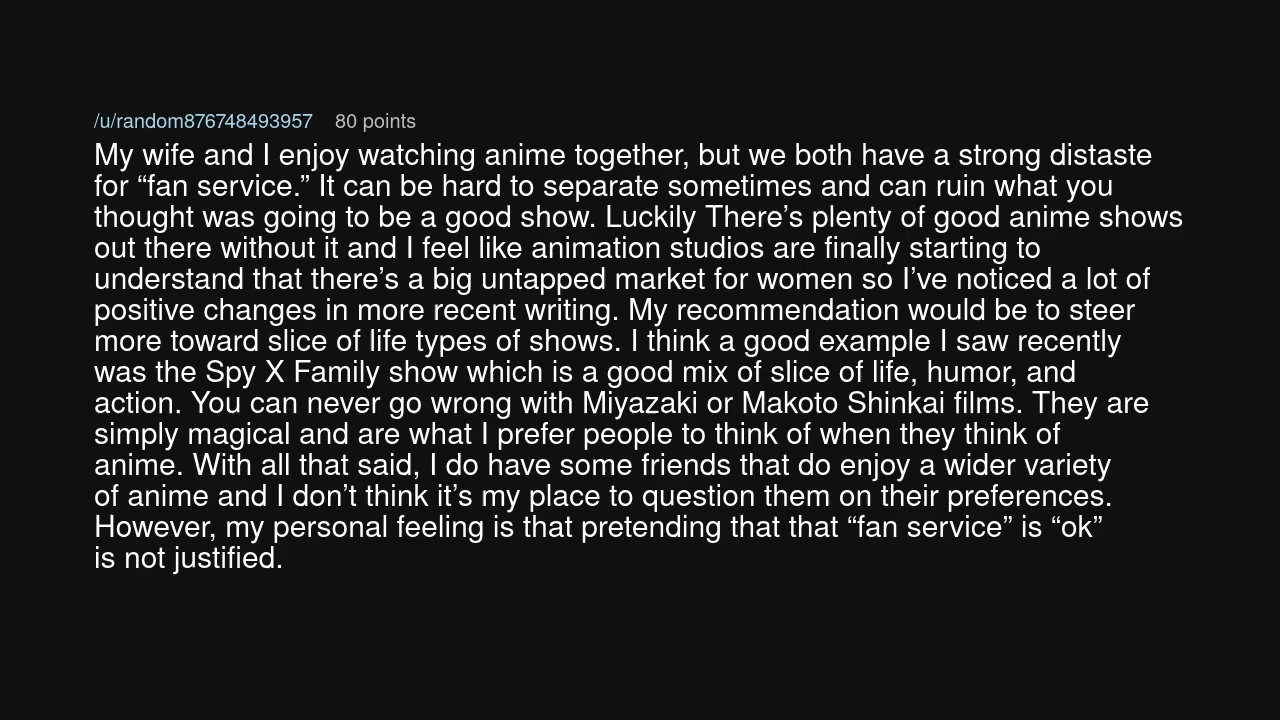 /u/random876748493957 80 points
My wife and I enjoy watching anime together, but we both have a strong distaste
for “fan service.” It can be hard to separate sometimes and can ruin what you
thought was going to be a good show. Luckily There’s plenty of good anime shows
out there without it and I feel like animation studios are finally starting to
understand that there’s a big untapped market for women so I’ve noticed a lot of
positive changes in more recent writing. My recommendation would be to steer
more toward slice of life types of shows. I think a good example I saw recently
was the Spy X Family show which is a good mix of slice of life, humor, and
action. You can never go wrong with Miyazaki or Makoto Shinkai films. They are
simply magical and are what I prefer people to think of when they think of
anime. With all that said, I do have some friends that do enjoy a wider variety
of anime and I don’t think it’s my place to question them on their preferences.
However, my personal feeling is that pretending that that “fan service” is “ok”
is not justified.